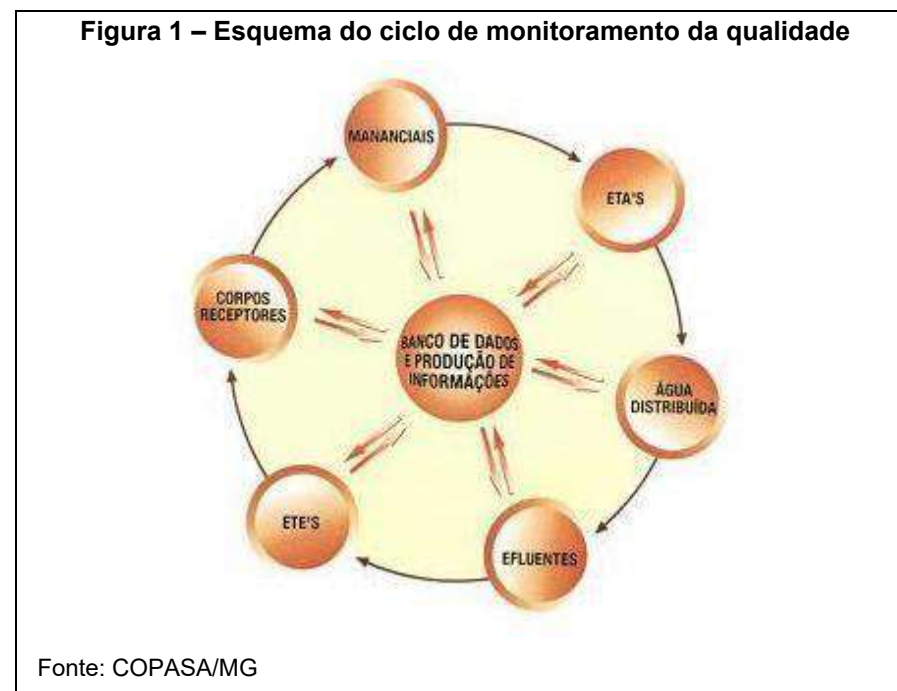 Figura 1 – Esquema do ciclo de monitoramento da qualidade
MANANCIAIS
ETA'S
CORPOS
RECEPTORES
BANCO DE DADOS
E PRODUÇÃO DE
INFORMAÇÕES
ÁGUA
DISTRIBUÍDA
ETE'S
EFLUENTES
Fonte: COPASA/MG